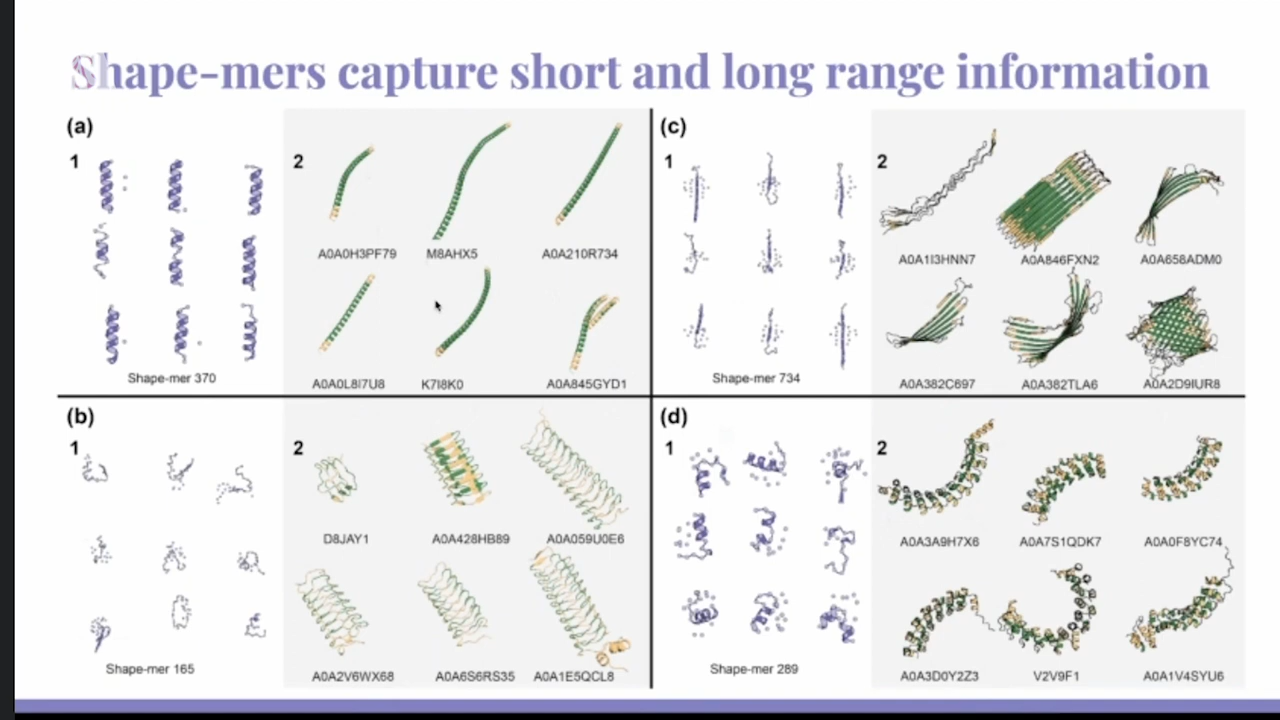 Shape-mers capture short and long range information
(a)
1
2
A0A0H3PF79 M8AHX5 A0A210R734
A0A0L8I7U8 K7I8K0 A0A845GYD1
Shape-mer 370
(c)
1
2
A0A1I3HNN7 A0A846FXN2 A0A658ADM0
A0A382C697 A0A382TLA6 A0A2D9IUR8
Shape-mer 734
(b)
1
2
D8JAY1 A0A428HB89 A0A059U0E6
A0A2V6WX68 A0A6S6RS35 A0A1E5QCL8
Shape-mer 165
(d)
1
2
A0A3A9H7X6 A0A7S1QDK7 A0A0F8YC74
A0A3D0Y2Z3 V2V9F1 A0A1V4SYU6
Shape-mer 289